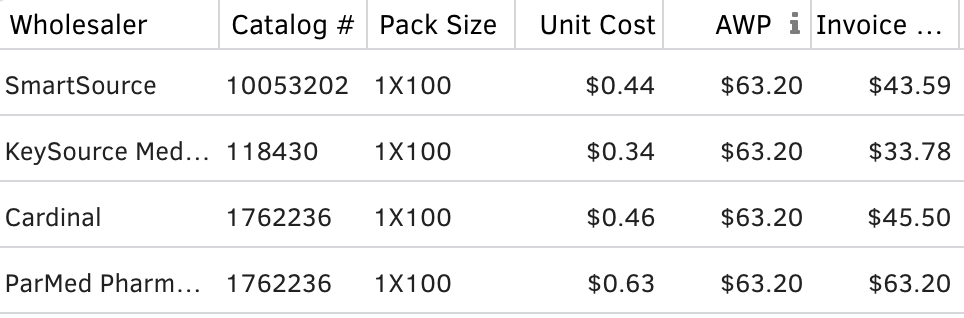 Wholesaler Catalog # Pack Size Unit Cost AWP ℹ Invoice ...
SmartSource 10053202 1X100 $0.44 $63.20 $43.59
KeySource Med... 118430 1X100 $0.34 $63.20 $33.78
Cardinal 1762236 1X100 $0.46 $63.20 $45.50
ParMed Pharm... 1762236 1X100 $0.63 $63.20 $63.20